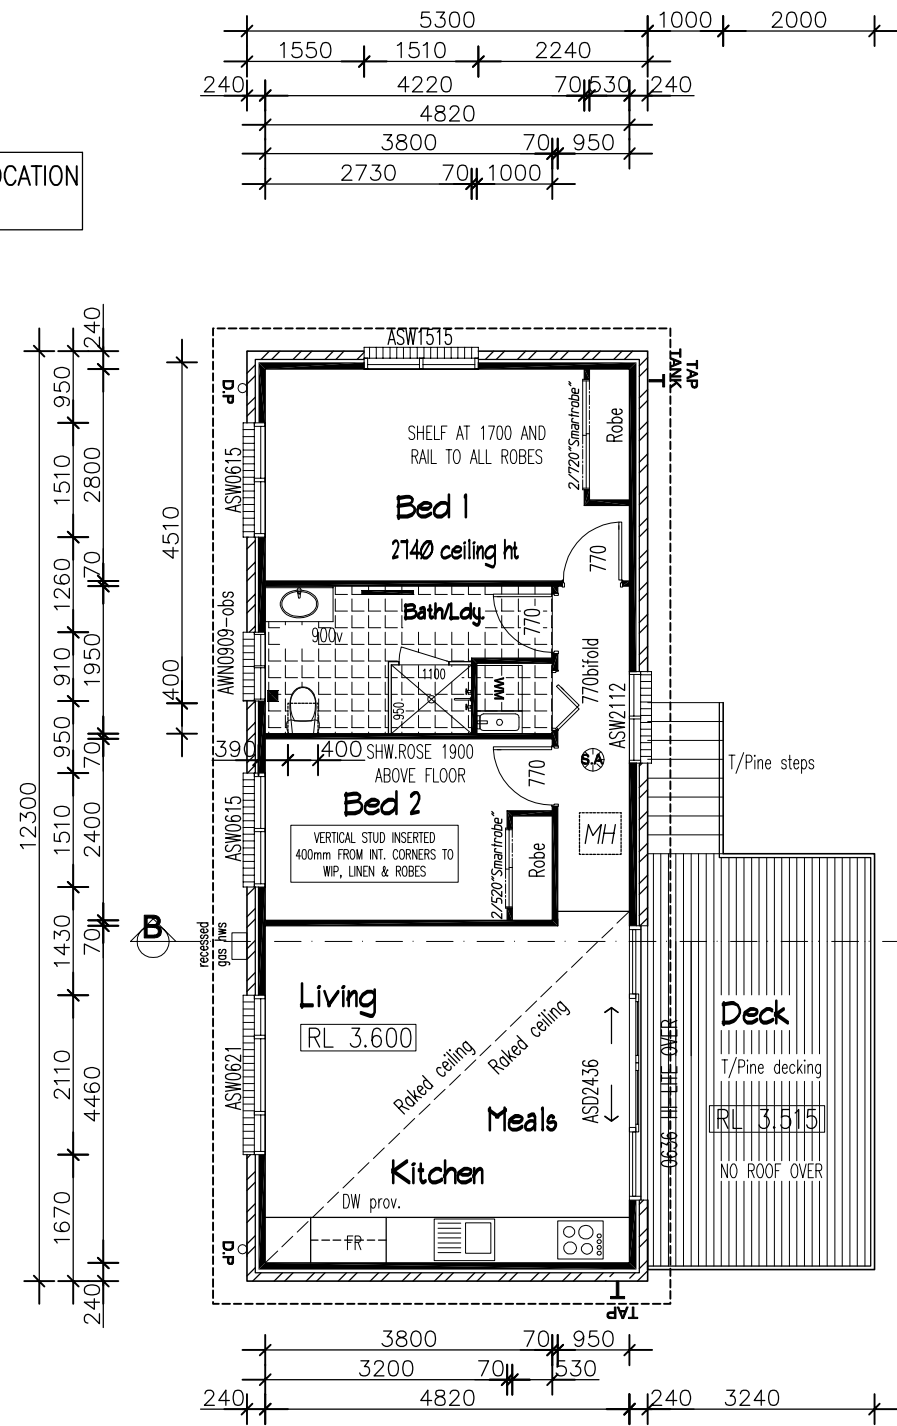 5300
1000
2000
1550
1510
2240
240
4220
70
530
240
4820
3800
70
950
2730
70
1000
OCATION
ASW1515
TAP
TANK
D.P
240
950
1510
2800
4510
1260
70
910
1950
400
950
70
390
400
12300
1510
2400
1430
70
2110
4460
1670
240
ASW0615
AWN0909-obs
ASW0615
ASW0621
SHELF AT 1700 AND
RAIL TO ALL ROBES
2/720"Smartrobe"
Robe
Bed 1
2740 ceiling ht
770
Bath/Ldy.
900v
770
1100
950
WM
770bifold
ASW2112
S.A
SHW.ROSE 1900
ABOVE FLOOR
770
T/Pine steps
Bed 2
VERTICAL STUD INSERTED
400mm FROM INT. CORNERS TO
WIP, LINEN & ROBES
2/520"Smartrobe"
Robe
MH
B
recessed
gas hws
Living
RL 3.600
Raked ceiling
Raked ceiling
ASD2436
0636 HI-LITE OVER
Deck
T/Pine decking
RL 3.515
NO ROOF OVER
Meals
Kitchen
DW prov.
FR
D.P
TAP
3800
70
950
3200
70
530
240
4820
240
3240